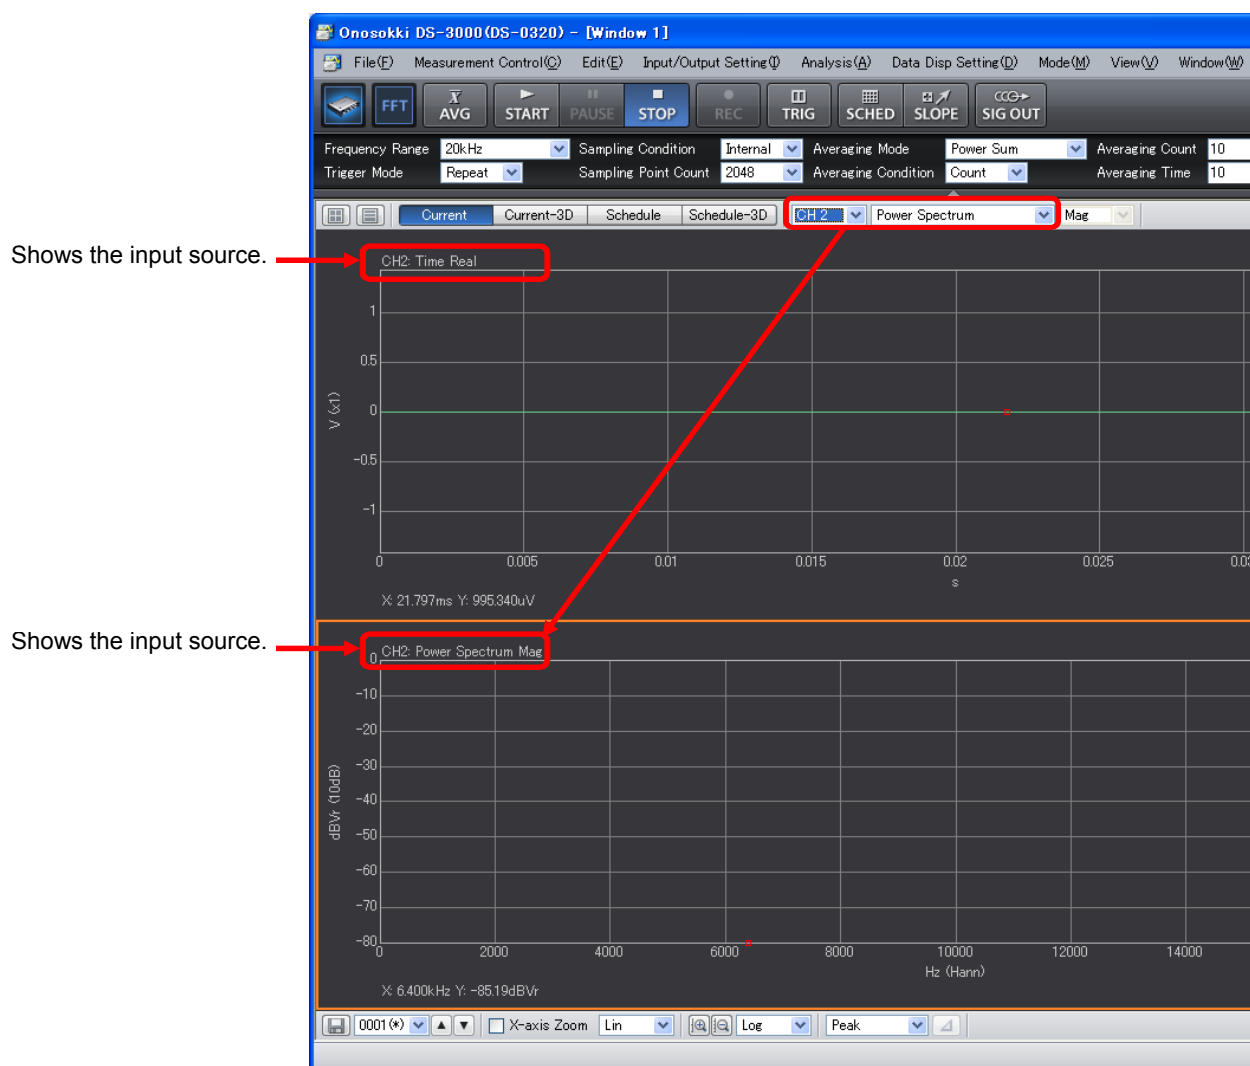 Onosokki DS-3000(DS-0320) - [Window 1]
File(F) Measurement Control(C) Edit(E) Input/Output Setting(I) Analysis(A) Data Disp Setting(D) Mode(M) View(V) Window(W)
FFT X AVG START PAUSE STOP REC TRIG SCHED SLOPE SIG OUT
Frequency Range 20kHz Sampling Condition Internal Averaging Mode Power Sum Averaging Count 10
Trigger Mode Repeat Sampling Point Count 2048 Averaging Condition Count Averaging Time 10
Current Current-3D Schedule Schedule-3D CH 2 Power Spectrum Mag
Shows the input source.
CH2: Time Real
1
0.5
0
-0.5
-1
V (x1)
0 0.005 0.01 0.015 0.02 0.025 0.03
s
X: 21.797ms Y: 995.340uV
Shows the input source.
CH2: Power Spectrum Mag
0
-10
-20
-30
-40
-50
-60
-70
-80
dBVr (10dB)
0 2000 4000 6000 8000 10000 12000 14000
Hz (Hann)
X: 6.400kHz Y: -85.19dBVr
0001 (*) X-axis Zoom Lin Log Peak